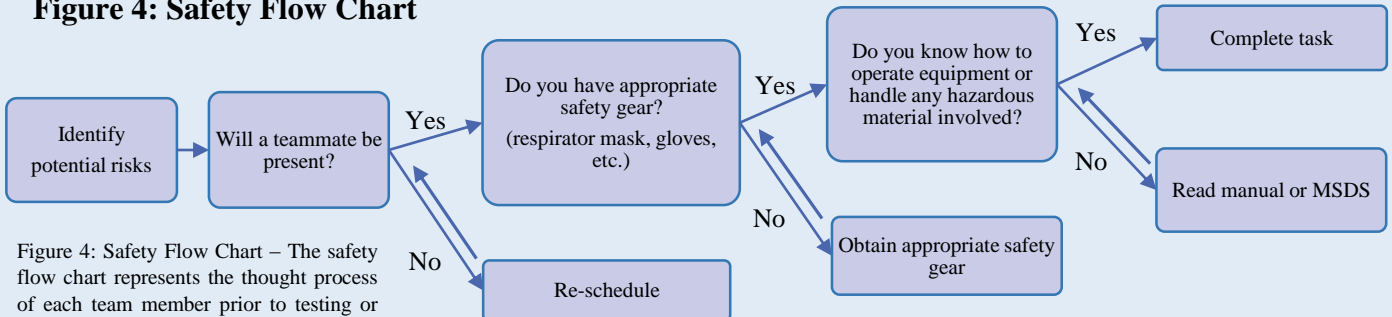 Figure 4: Safety Flow Chart
Identify
potential risks
Will a teammate be
present?
Yes
No
Re-schedule
Do you have appropriate
safety gear?
(respirator mask, gloves,
etc.)
Yes
No
Obtain appropriate safety
gear
Do you know how to
operate equipment or
handle any hazardous
material involved?
Yes
No
Complete task
Read manual or MSDS
Figure 4: Safety Flow Chart – The safety
flow chart represents the thought process
of each team member prior to testing or